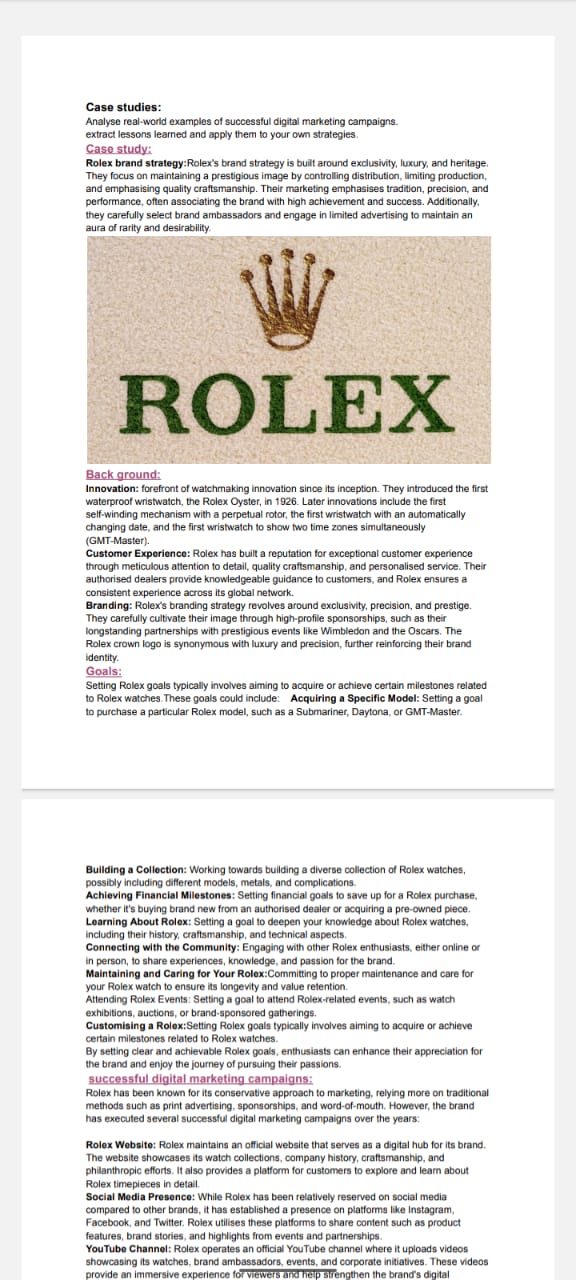 Case studies:
Analyse real-world examples of successful digital marketing campaigns.
extract lessons learned and apply them to your own strategies.
Case study:
Rolex brand strategy:Rolex's brand strategy is built around exclusivity, luxury, and heritage.
They focus on maintaining a prestigious image by controlling distribution, limiting production,
and emphasising quality craftsmanship. Their marketing emphasises tradition, precision, and
performance, often associating the brand with high achievement and success. Additionally,
they carefully select brand ambassadors and engage in limited advertising to maintain an
aura of rarity and desirability.
ROLEX
Back ground:
Innovation: forefront of watchmaking innovation since its inception. They introduced the first
waterproof wristwatch, the Rolex Oyster, in 1926. Later innovations include the first
self-winding mechanism with a perpetual rotor, the first wristwatch with an automatically
changing date, and the first wristwatch to show two time zones simultaneously
(GMT-Master).
Customer Experience: Rolex has built a reputation for exceptional customer experience
through meticulous attention to detail, quality craftsmanship, and personalised service. Their
authorised dealers provide knowledgeable guidance to customers, and Rolex ensures a
consistent experience across its global network.
Branding: Rolex's branding strategy revolves around exclusivity, precision, and prestige.
They carefully cultivate their image through high-profile sponsorships, such as their
longstanding partnerships with prestigious events like Wimbledon and the Oscars. The
Rolex crown logo is synonymous with luxury and precision, further reinforcing their brand
identity.
Goals:
Setting Rolex goals typically involves aiming to acquire or achieve certain milestones related
to Rolex watches.These goals could include: Acquiring a Specific Model: Setting a goal
to purchase a particular Rolex model, such as a Submariner, Daytona, or GMT-Master.
Building a Collection: Working towards building a diverse collection of Rolex watches,
possibly including different models, metals, and complications.
Achieving Financial Milestones: Setting financial goals to save up for a Rolex purchase,
whether it's buying brand new from an authorised dealer or acquiring a pre-owned piece.
Learning About Rolex: Setting a goal to deepen your knowledge about Rolex watches,
including their history, craftsmanship, and technical aspects.
Connecting with the Community: Engaging with other Rolex enthusiasts, either online or
in person, to share experiences, knowledge, and passion for the brand.
Maintaining and Caring for Your Rolex:Committing to proper maintenance and care for
your Rolex watch to ensure its longevity and value retention.
Attending Rolex Events: Setting a goal to attend Rolex-related events, such as watch
exhibitions, auctions, or brand-sponsored gatherings.
Customising a Rolex:Setting Rolex goals typically involves aiming to acquire or achieve
certain milestones related to Rolex watches.
By setting clear and achievable Rolex goals, enthusiasts can enhance their appreciation for
the brand and enjoy the journey of pursuing their passions.
successful digital marketing campaigns:
Rolex has been known for its conservative approach to marketing, relying more on traditional
methods such as print advertising, sponsorships, and word-of-mouth. However, the brand
has executed several successful digital marketing campaigns over the years:
Rolex Website: Rolex maintains an official website that serves as a digital hub for its brand.
The website showcases its watch collections, company history, craftsmanship, and
philanthropic efforts. It also provides a platform for customers to explore and learn about
Rolex timepieces in detail.
Social Media Presence: While Rolex has been relatively reserved on social media
compared to other brands, it has established a presence on platforms like Instagram,
Facebook, and Twitter. Rolex utilises these platforms to share content such as product
features, brand stories, and highlights from events and partnerships.
YouTube Channel: Rolex operates an official YouTube channel where it uploads videos
showcasing its watches, brand ambassadors, events, and corporate initiatives. These videos
provide an immersive experience for viewers and help strengthen the brand's digital